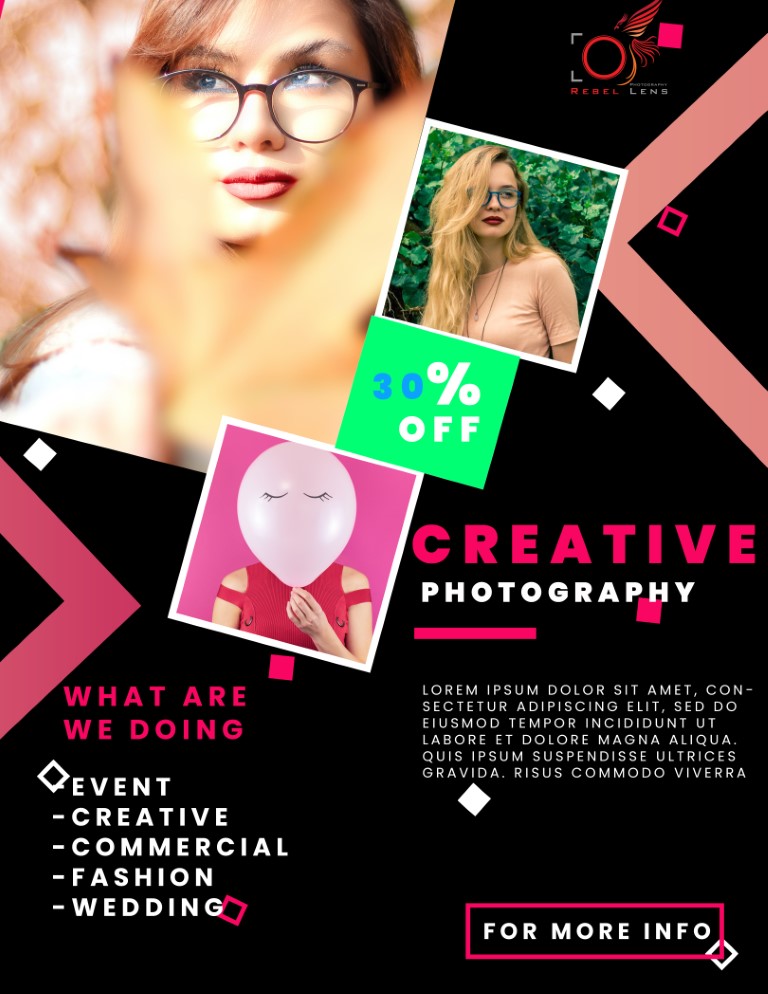 PHOTOGRAPHY
REBEL LENS
30%
OFF
CREATIVE
PHOTOGRAPHY
WHAT ARE
WE DOING
-EVENT
-CREATIVE
-COMMERCIAL
-FASHION
-WEDDING
LOREM IPSUM DOLOR SIT AMET, CON-
SECTETUR ADIPISCING ELIT, SED DO
EIUSMOD TEMPOR INCIDIDUNT UT
LABORE ET DOLORE MAGNA ALIQUA.
QUIS IPSUM SUSPENDISSE ULTRICES
GRAVIDA. RISUS COMMODO VIVERRA
FOR MORE INFO